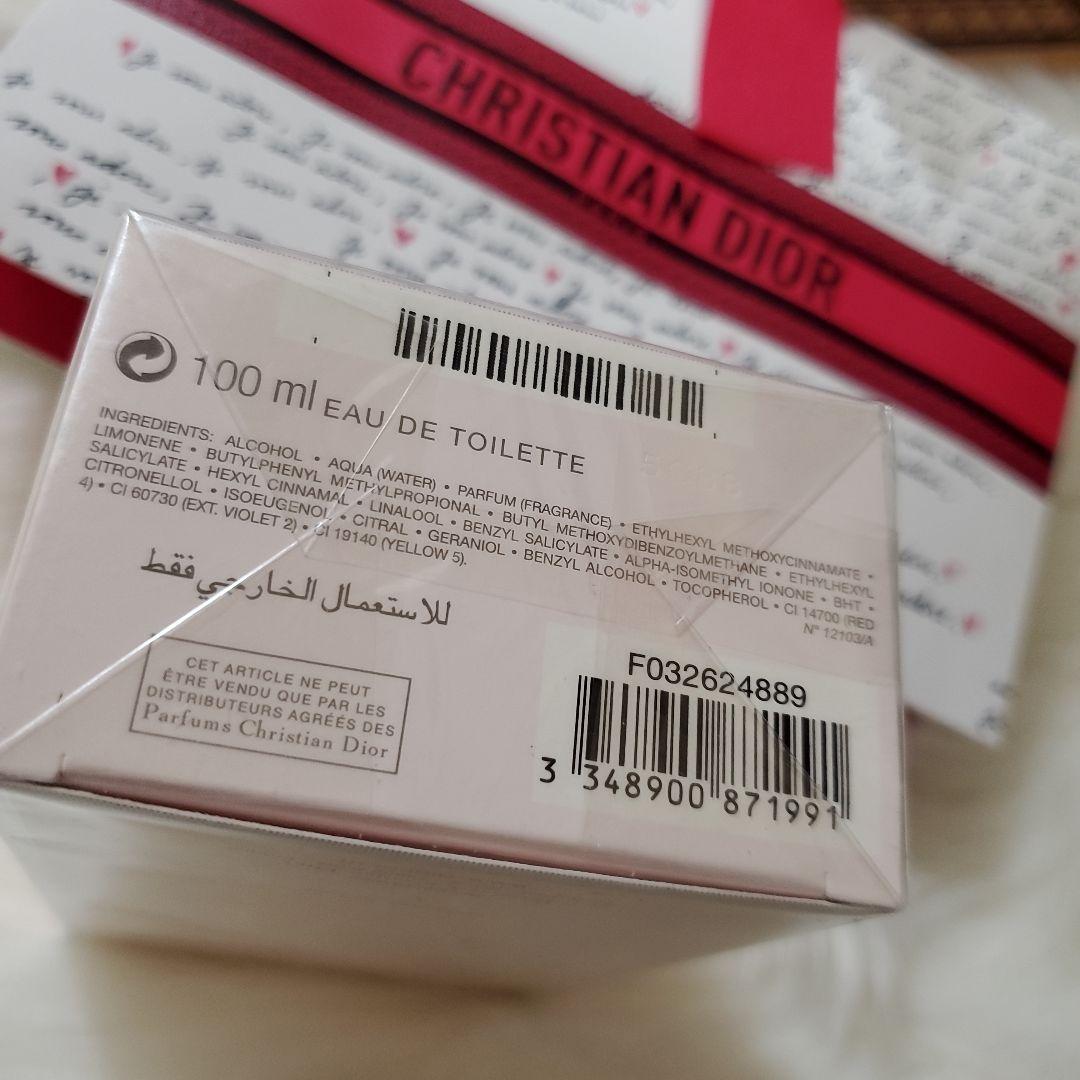 CHRISTIAN DIOR
100 ml EAU DE TOILETTE
INGREDIENTS: ALCOHOL • AQUA (WATER) • PARFUM (FRAGRANCE) • ETHYLHEXYL METHOXYCINNAMATE •
LIMONENE • BUTYLPHENYL METHYLPROPIONAL • BUTYL METHOXYDIBENZOYLMETHANE • ETHYLHEXYL
SALICYLATE • HEXYL CINNAMAL • LINALOOL • BENZYL SALICYLATE • ALPHA-ISOMETHYL IONONE • BHT •
CITRONELLOL • ISOEUGENOL • CITRAL • GERANIOL • BENZYL ALCOHOL • TOCOPHEROL • CI 14700 (RED
4) • CI 60730 (EXT. VIOLET 2) • CI 19140 (YELLOW 5).
N° 12103/A
للاستعمال الخارجي فقط
CET ARTICLE NE PEUT
ÊTRE VENDU QUE PAR LES
DISTRIBUTEURS AGRÉÉS DES
Parfums Christian Dior
F032624889
3 348900 871991